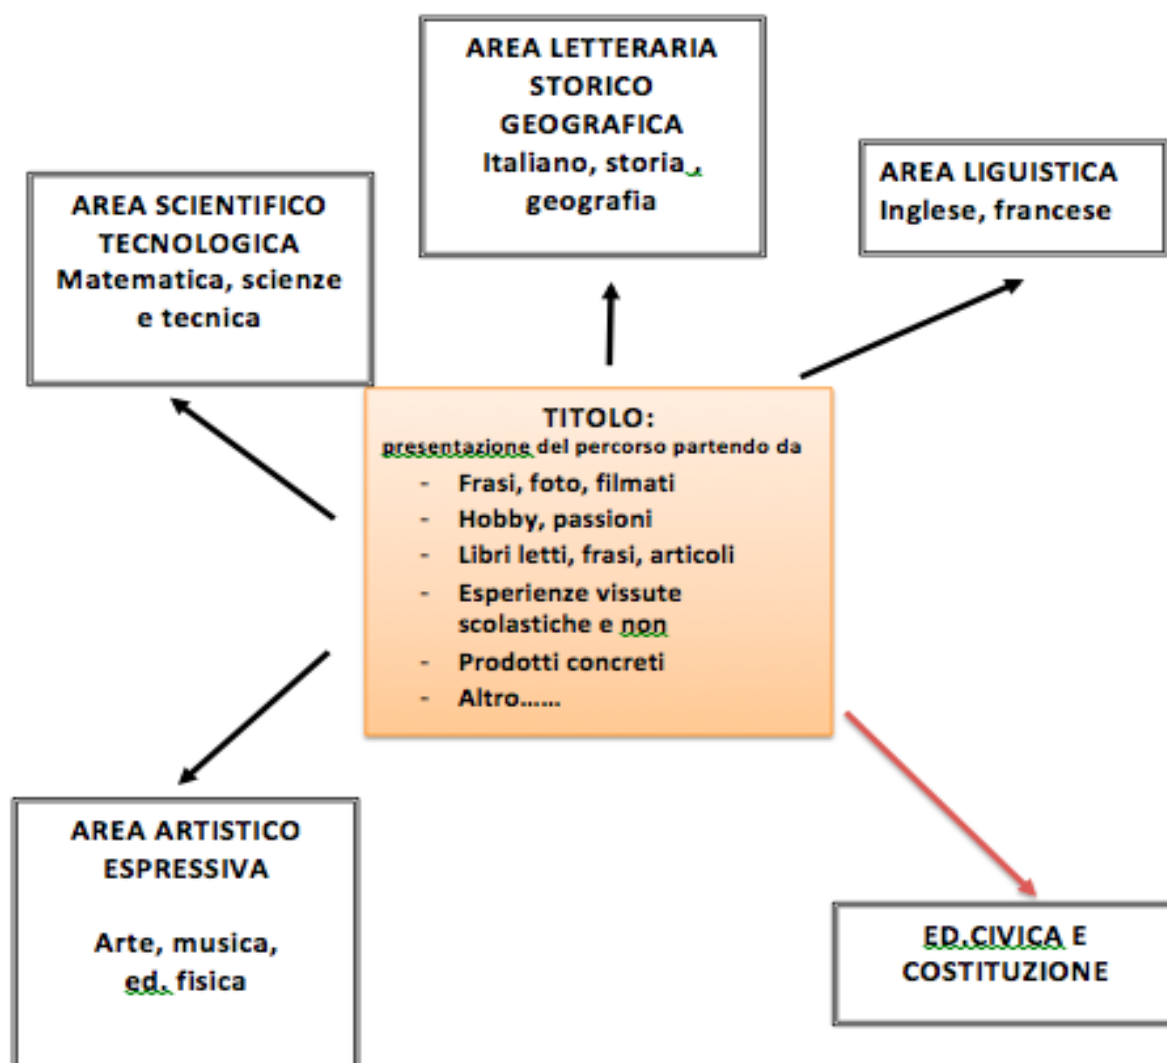 AREA LETTERARIA
STORICO
GEOGRAFICA
Italiano, storia ,
geografia
AREA LIGUISTICA
Inglese, francese
AREA SCIENTIFICO
TECNOLOGICA
Matematica, scienze
e tecnica
TITOLO:
presentazione del percorso partendo da
- Frasi, foto, filmati
- Hobby, passioni
- Libri letti, frasi, articoli
- Esperienze vissute
scolastiche e non
- Prodotti concreti
- Altro……
AREA ARTISTICO
ESPRESSIVA
Arte, musica,
ed. fisica
ED.CIVICA E
COSTITUZIONE